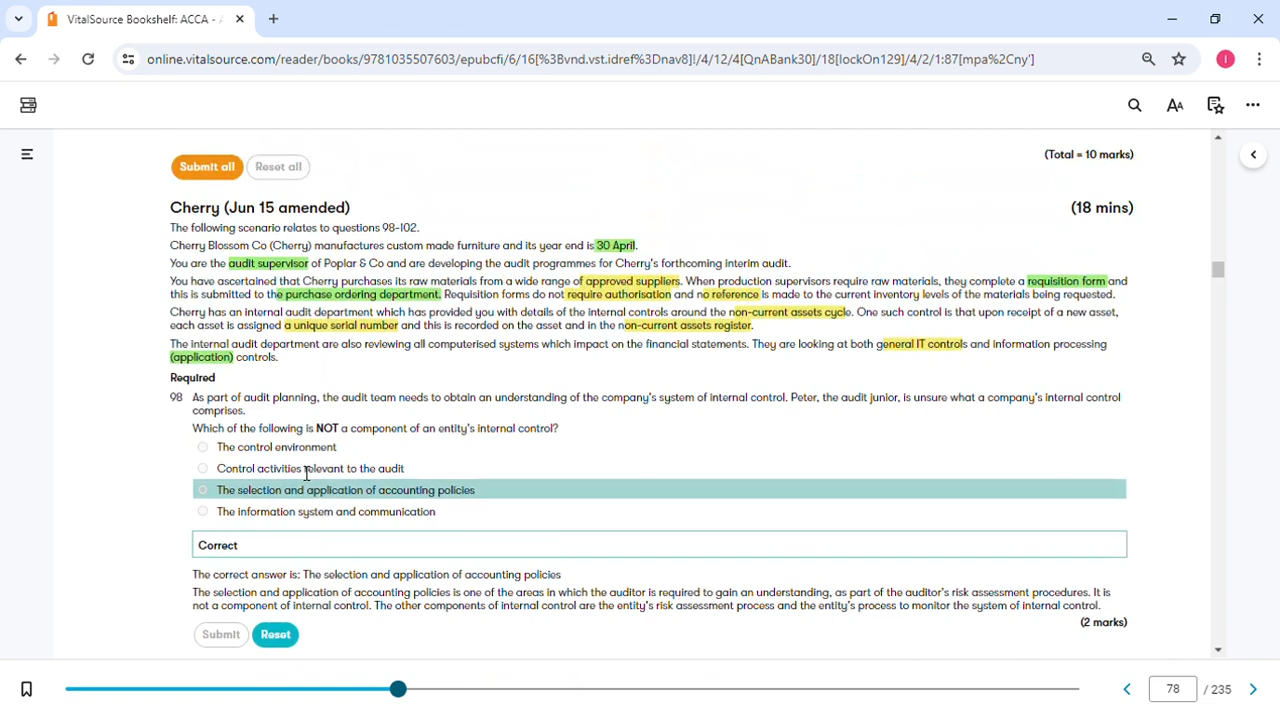 VitalSource Bookshelf: ACCA -
online.vitalsource.com/reader/books/9781035507603/epubcfi/6/16[%3Bvnd.vst.idref%3Dnav8]!/4/12/4[QnABank30]/18[lockOn129]/4/2/1:87[mpa%2Cny']
I
AA
Submit all
Reset all
(Total = 10 marks)
Cherry (Jun 15 amended)
(18 mins)
The following scenario relates to questions 98-102.
Cherry Blossom Co (Cherry) manufactures custom made furniture and its year end is 30 April.
You are the audit supervisor of Poplar & Co and are developing the audit programmes for Cherry's forthcoming interim audit.
You have ascertained that Cherry purchases its raw materials from a wide range of approved suppliers. When production supervisors require raw materials, they complete a requisition form and
this is submitted to the purchase ordering department. Requisition forms do not require authorisation and no reference is made to the current inventory levels of the materials being requested.
Cherry has an internal audit department which has provided you with details of the internal controls around the non-current assets cycle. One such control is that upon receipt of a new asset,
each asset is assigned a unique serial number and this is recorded on the asset and in the non-current assets register.
The internal audit department are also reviewing all computerised systems which impact on the financial statements. They are looking at both general IT controls and information processing
(application) controls.
Required
98 As part of audit planning, the audit team needs to obtain an understanding of the company's system of internal control. Peter, the audit junior, is unsure what a company's internal control
comprises.
Which of the following is NOT a component of an entity's internal control?
The control environment
Control activities relevant to the audit
The selection and application of accounting policies
The information system and communication
Correct
The correct answer is: The selection and application of accounting policies
The selection and application of accounting policies is one of the areas in which the auditor is required to gain an understanding, as part of the auditor's risk assessment procedures. It is
not a component of internal control. The other components of internal control are the entity's risk assessment process and the entity's process to monitor the system of internal control.
(2 marks)
Submit
Reset
78 / 235